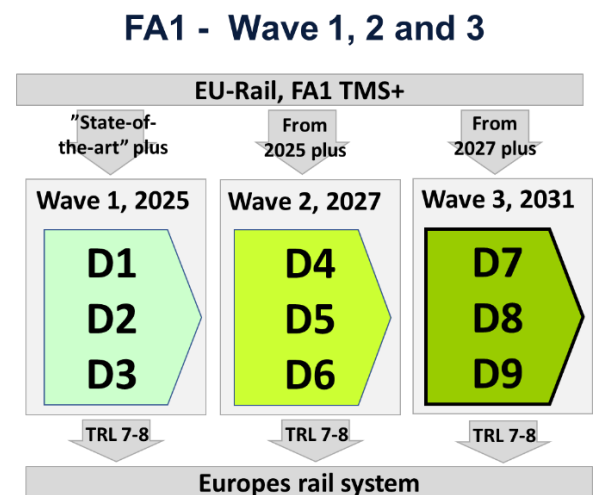 FA1 - Wave 1, 2 and 3
EU-Rail, FA1 TMS+
”State-of-
the-art” plus
From
2025 plus
From
2027 plus
Wave 1, 2025
D1
D2
D3
Wave 2, 2027
D4
D5
D6
Wave 3, 2031
D7
D8
D9
TRL 7-8
TRL 7-8
TRL 7-8
Europes rail system